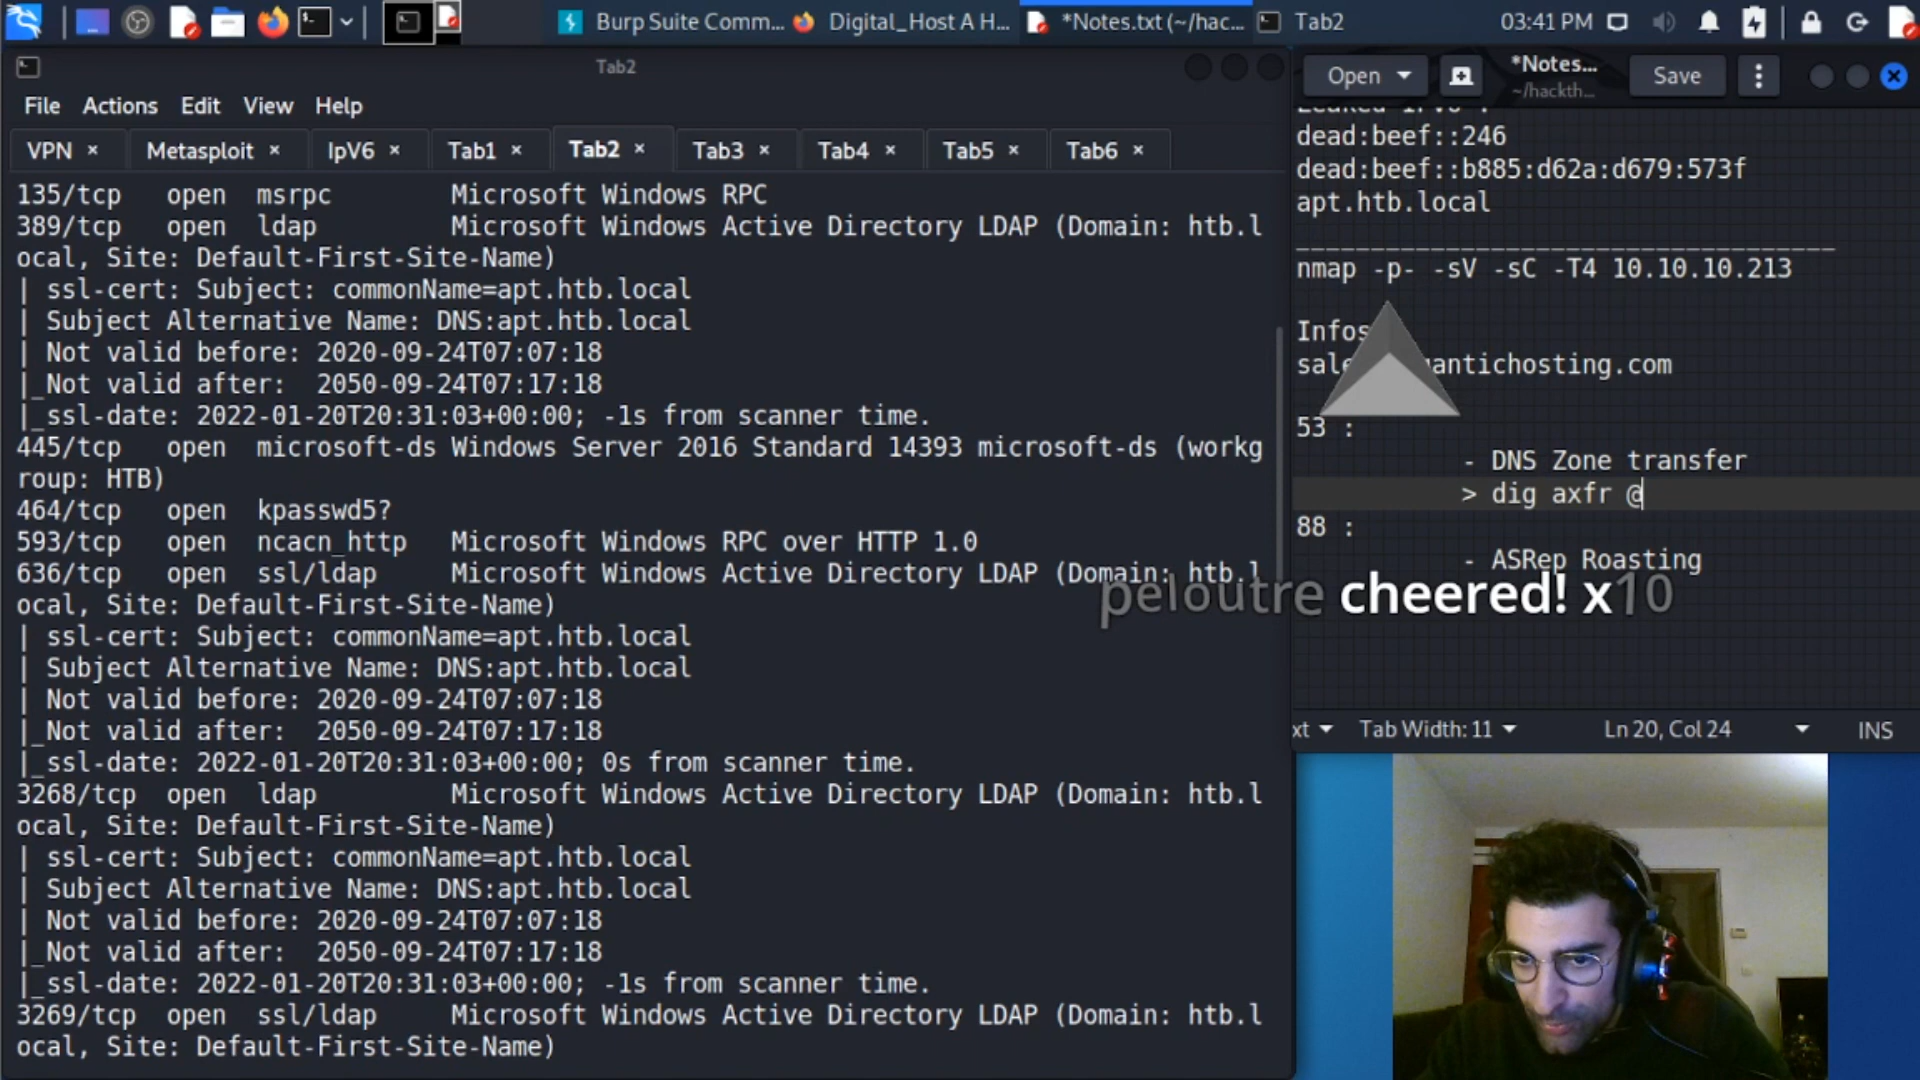 Burp Suite Comm...
Digital_Host A H...
*Notes.txt (~/hac...
Tab2
03:41 PM
Tab2
File Actions Edit View Help
VPN × Metasploit × IpV6 × Tab1 × Tab2 × Tab3 × Tab4 × Tab5 × Tab6 ×
135/tcp open msrpc Microsoft Windows RPC
389/tcp open ldap Microsoft Windows Active Directory LDAP (Domain: htb.l
ocal, Site: Default-First-Site-Name)
| ssl-cert: Subject: commonName=apt.htb.local
| Subject Alternative Name: DNS:apt.htb.local
| Not valid before: 2020-09-24T07:07:18
|_Not valid after: 2050-09-24T07:17:18
|_ssl-date: 2022-01-20T20:31:03+00:00; -1s from scanner time.
445/tcp open microsoft-ds Windows Server 2016 Standard 14393 microsoft-ds (workg
roup: HTB)
464/tcp open kpasswd5?
593/tcp open ncacn_http Microsoft Windows RPC over HTTP 1.0
636/tcp open ssl/ldap Microsoft Windows Active Directory LDAP (Domain: htb.l
ocal, Site: Default-First-Site-Name)
| ssl-cert: Subject: commonName=apt.htb.local
| Subject Alternative Name: DNS:apt.htb.local
| Not valid before: 2020-09-24T07:07:18
|_Not valid after: 2050-09-24T07:17:18
|_ssl-date: 2022-01-20T20:31:03+00:00; 0s from scanner time.
3268/tcp open ldap Microsoft Windows Active Directory LDAP (Domain: htb.l
ocal, Site: Default-First-Site-Name)
| ssl-cert: Subject: commonName=apt.htb.local
| Subject Alternative Name: DNS:apt.htb.local
| Not valid before: 2020-09-24T07:07:18
|_Not valid after: 2050-09-24T07:17:18
|_ssl-date: 2022-01-20T20:31:03+00:00; -1s from scanner time.
3269/tcp open ssl/ldap Microsoft Windows Active Directory LDAP (Domain: htb.l
ocal, Site: Default-First-Site-Name)
Open
*Notes...
~/hackth...
Save
dead:beef::246
dead:beef::b885:d62a:d679:573f
apt.htb.local
nmap -p- -sV -sC -T4 10.10.10.213
Infos
antichosting.com
53 :
- DNS Zone transfer
> dig axfr @
88 :
- ASRep Roasting
peloutre cheered! x10
xt Tab Width: 11 Ln 20, Col 24 INS